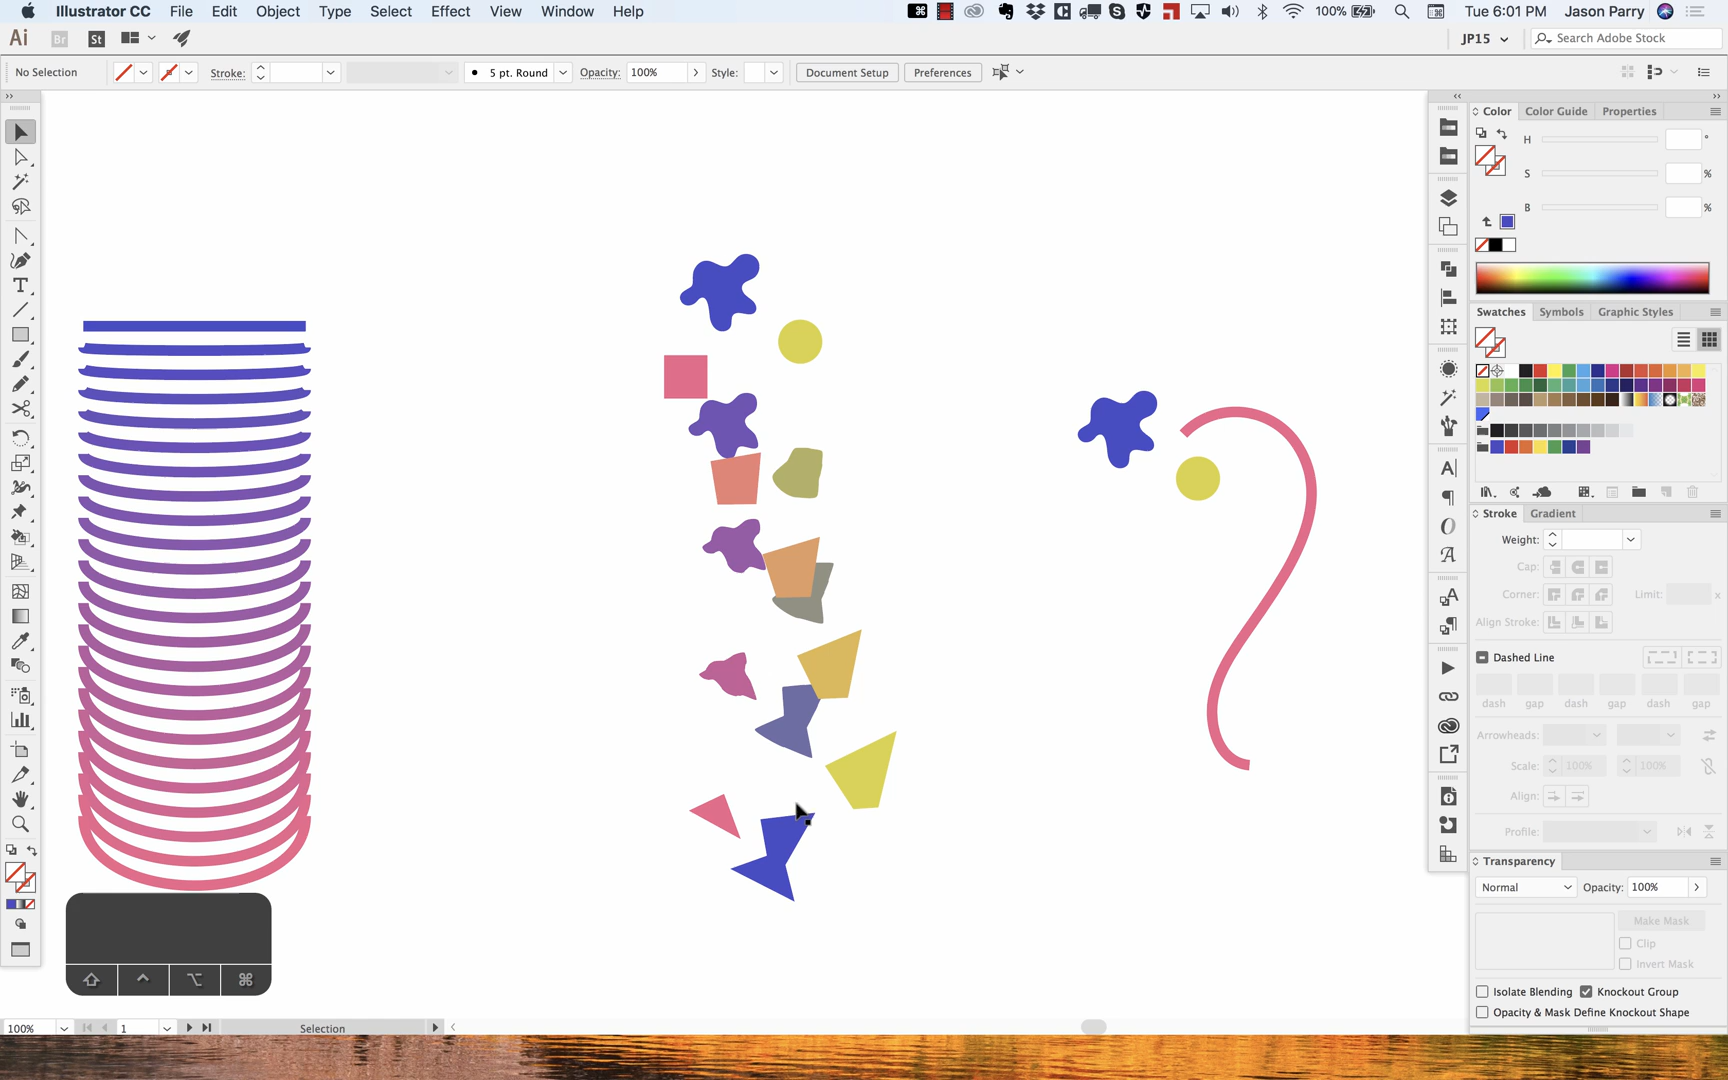 Illustrator CC File Edit Object Type Select Effect View Window Help 100% Tue 6:01 PM Jason Parry
Ai Br St JP15 Search Adobe Stock
No Selection Stroke: 5 pt. Round Opacity: 100% Style: Document Setup Preferences
Color Color Guide Properties
H °
S %
B %
Swatches Symbols Graphic Styles
Stroke Gradient
Weight:
Cap:
Corner: Limit: x
Align Stroke:
Dashed Line
dash gap dash gap dash gap
Arrowheads:
Scale: 100% 100%
Align:
Profile:
Transparency
Normal Opacity: 100%
Make Mask
Clip
Invert Mask
Isolate Blending Knockout Group
Opacity & Mask Define Knockout Shape
100% 1 Selection